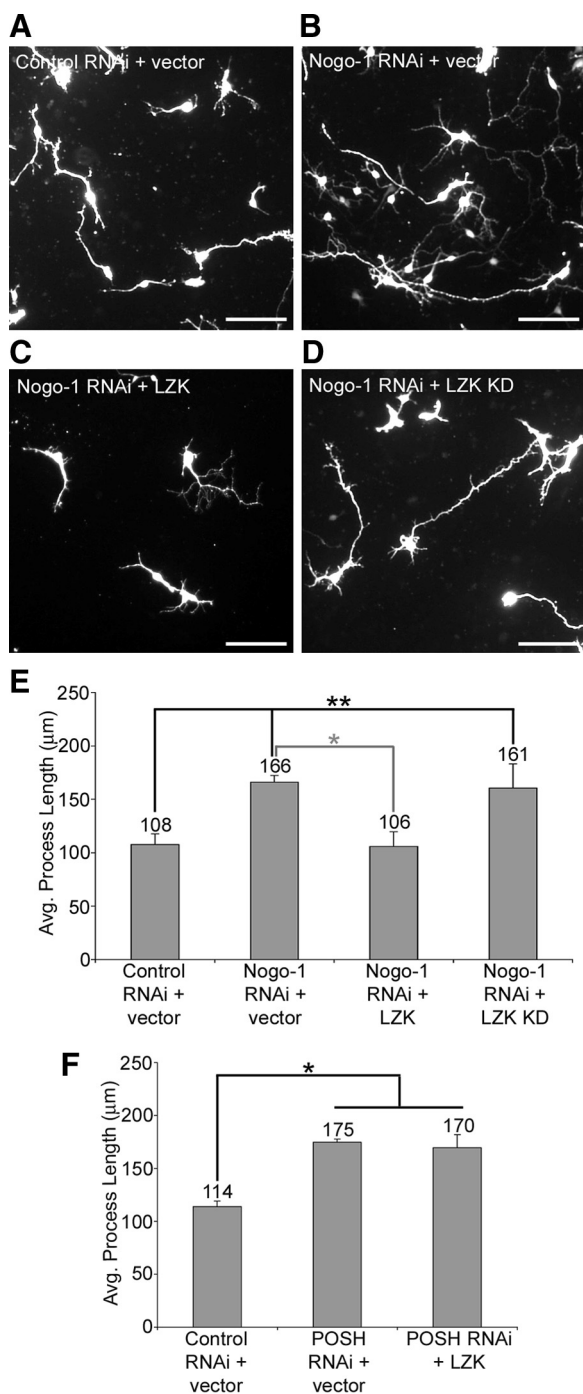 A
Control RNAi + vector
B
Nogo-1 RNAi + vector
C
Nogo-1 RNAi + LZK
D
Nogo-1 RNAi + LZK KD
E
Avg. Process Length (μm)
250
200
150
100
50
0
**
*
108
166
106
161
Control
RNAi +
vector
Nogo-1
RNAi +
vector
Nogo-1
RNAi +
LZK
Nogo-1
RNAi +
LZK KD
F
Avg. Process Length (μm)
250
200
150
100
50
0
*
114
175
170
Control
RNAi +
vector
POSH
RNAi +
vector
POSH RNAi
+ LZK